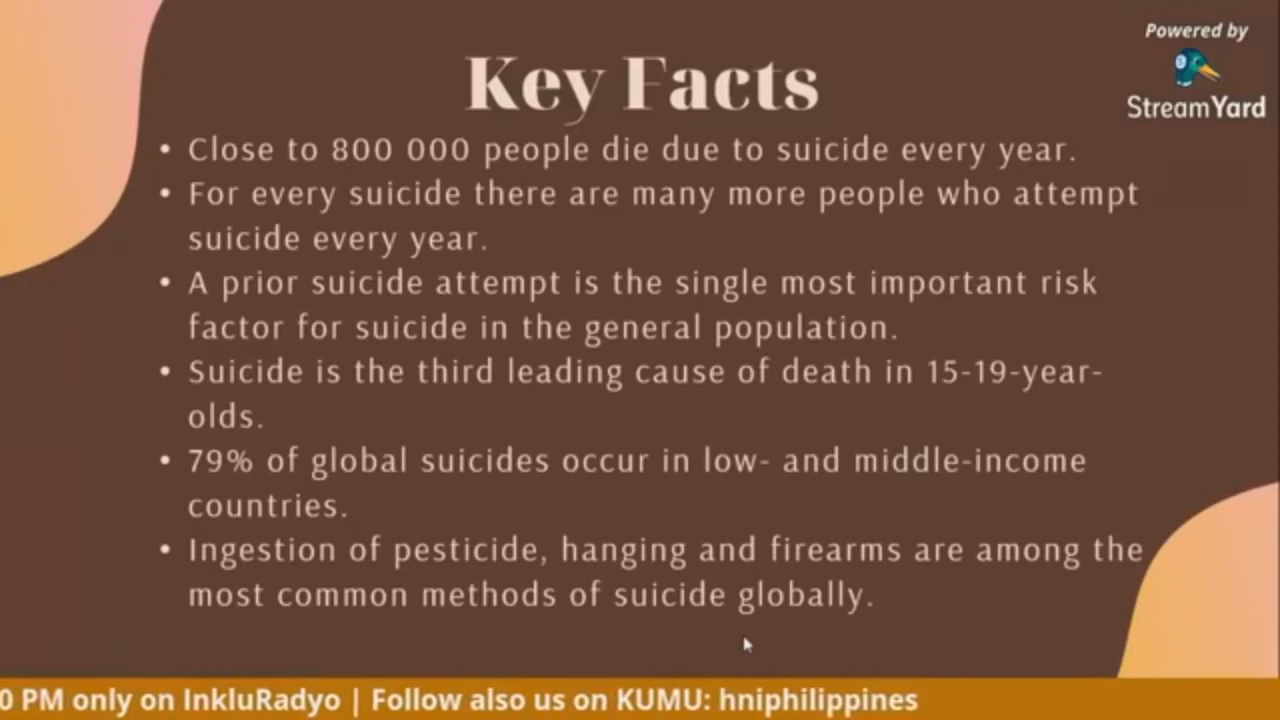 Powered by
StreamYard
Key Facts
• Close to 800 000 people die due to suicide every year.
• For every suicide there are many more people who attempt
suicide every year.
• A prior suicide attempt is the single most important risk
factor for suicide in the general population.
• Suicide is the third leading cause of death in 15-19-year-
olds.
• 79% of global suicides occur in low- and middle-income
countries.
• Ingestion of pesticide, hanging and firearms are among the
most common methods of suicide globally.
0 PM only on InkluRadyo | Follow also us on KUMU: hniphilippines